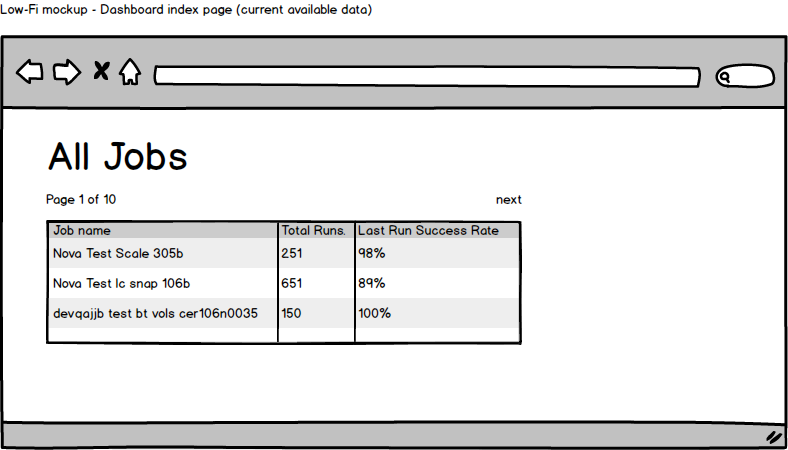 Low-Fi mockup - Dashboard index page (current available data)
All Jobs
Page 1 of 10 next
Job name Total Runs. Last Run Success Rate
Nova Test Scale 305b 251 98%
Nova Test lc snap 106b 651 89%
devqajjb test bt vols cer106n0035 150 100%